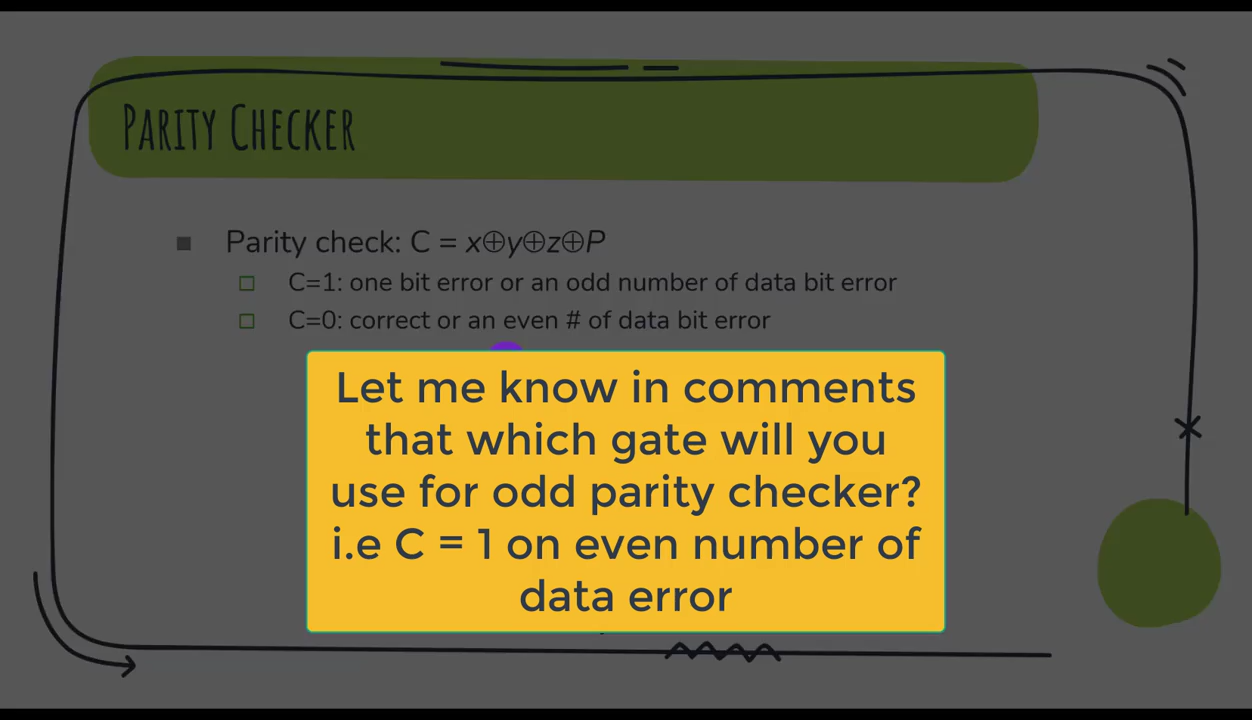 PARITY CHECKER
Parity check: C = x⊕y⊕z⊕P
C=1: one bit error or an odd number of data bit error
C=0: correct or an even # of data bit error
Let me know in comments
that which gate will you
use for odd parity checker?
i.e C = 1 on even number of
data error